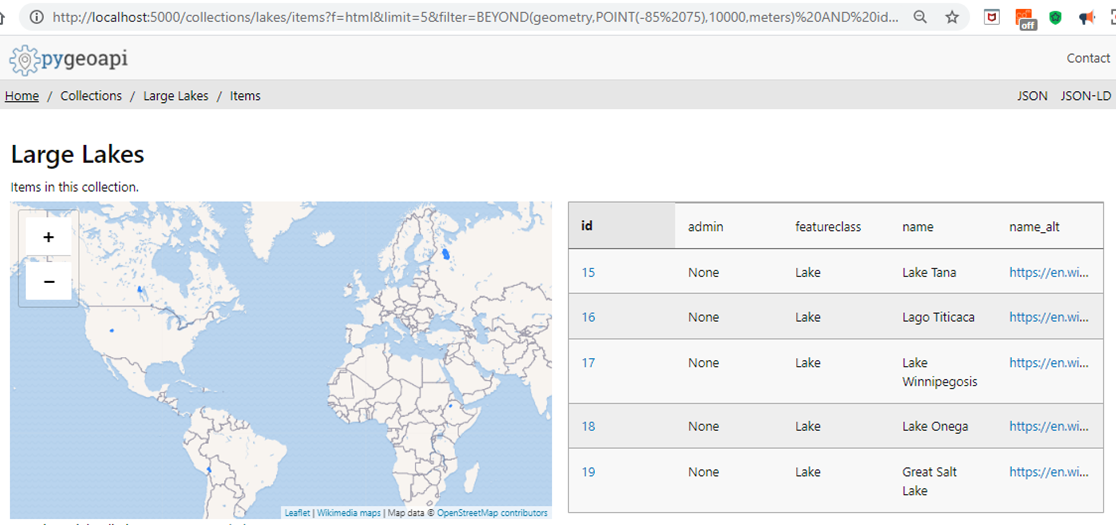 http://localhost:5000/collections/lakes/items?f=html&limit=5&filter=BEYOND(geometry,POINT(-85%2075),10000,meters)%20AND%20id...
off
pygeoapi
Contact
Home / Collections / Large Lakes / Items
JSON JSON-LD
Large Lakes
Items in this collection.
+
−
Leaflet | Wikimedia maps | Map data © OpenStreetMap contributors
id admin featureclass name name_alt
15 None Lake Lake Tana https://en.wi...
16 None Lake Lago Titicaca https://en.wi...
17 None Lake Lake https://en.wi...
Winnipegosis
18 None Lake Lake Onega https://en.wi...
19 None Lake Great Salt https://en.wi...
Lake